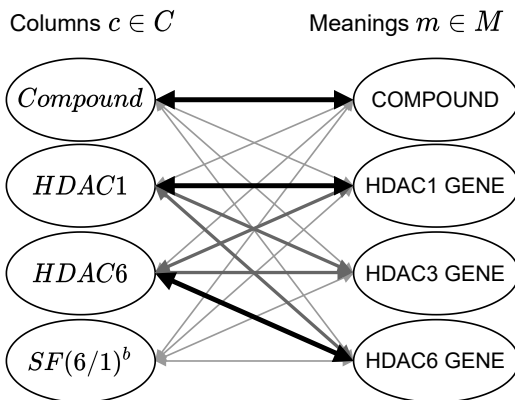 Columns c ∈ C Meanings m ∈ M
Compound COMPOUND
HDAC1 HDAC1 GENE
HDAC6 HDAC3 GENE
SF(6/1)^b HDAC6 GENE